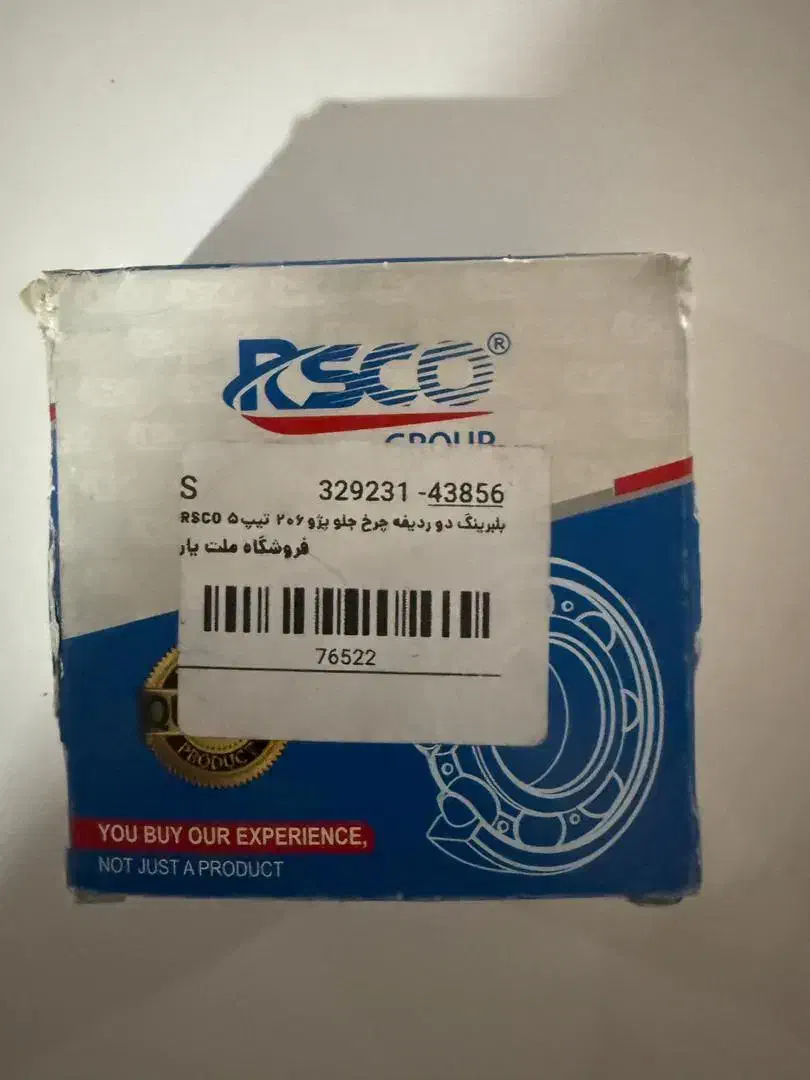 RSCO®
GROUP
S 329231 -43856
بلبرینگ دو ردیفه چرخ جلو پژو ۲۰۶ تیپ ۵ RSCO
فروشگاه ملت یار
76522
PRODUCT
YOU BUY OUR EXPERIENCE,
NOT JUST A PRODUCT